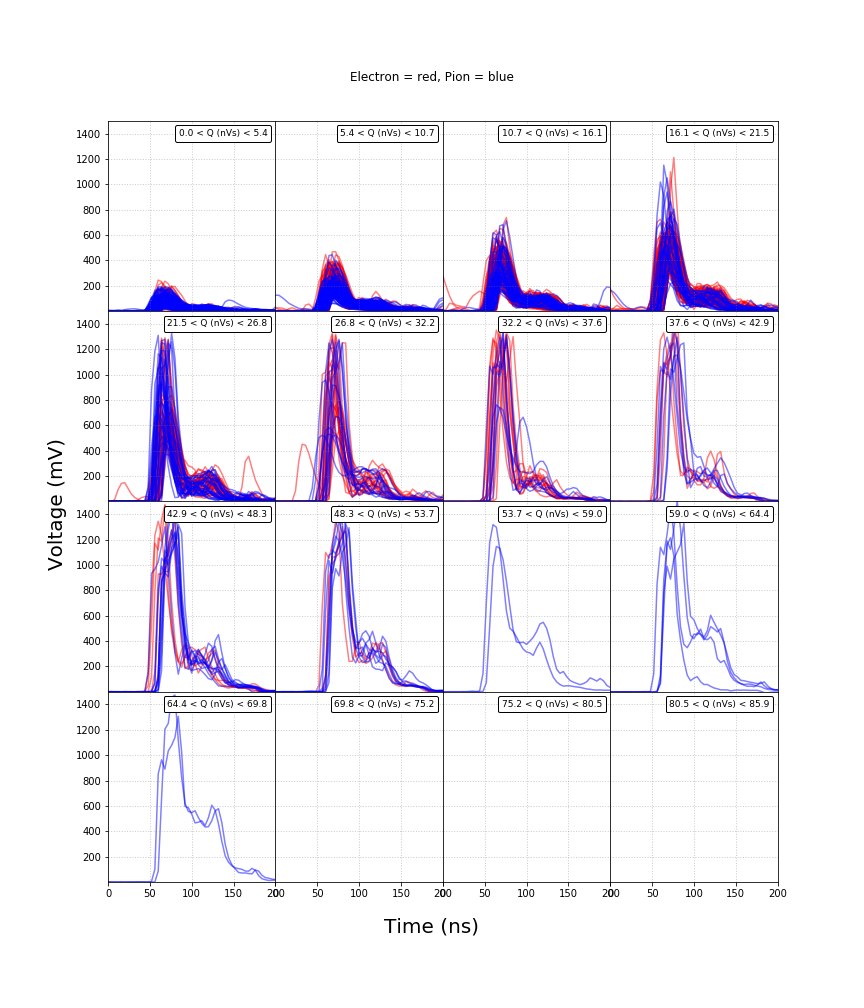 Electron = red, Pion = blue
0.0 < Q (nVs) < 5.4
5.4 < Q (nVs) < 10.7
10.7 < Q (nVs) < 16.1
16.1 < Q (nVs) < 21.5
1400
1200
1000
800
600
400
200
21.5 < Q (nVs) < 26.8
26.8 < Q (nVs) < 32.2
32.2 < Q (nVs) < 37.6
37.6 < Q (nVs) < 42.9
1400
1200
1000
800
600
400
200
42.9 < Q (nVs) < 48.3
48.3 < Q (nVs) < 53.7
53.7 < Q (nVs) < 59.0
59.0 < Q (nVs) < 64.4
1400
1200
1000
800
600
400
200
64.4 < Q (nVs) < 69.8
69.8 < Q (nVs) < 75.2
75.2 < Q (nVs) < 80.5
80.5 < Q (nVs) < 85.9
1400
1200
1000
800
600
400
200
0 50 100 150 200 50 100 150 200 50 100 150 200 50 100 150 200
Voltage (mV)
Time (ns)